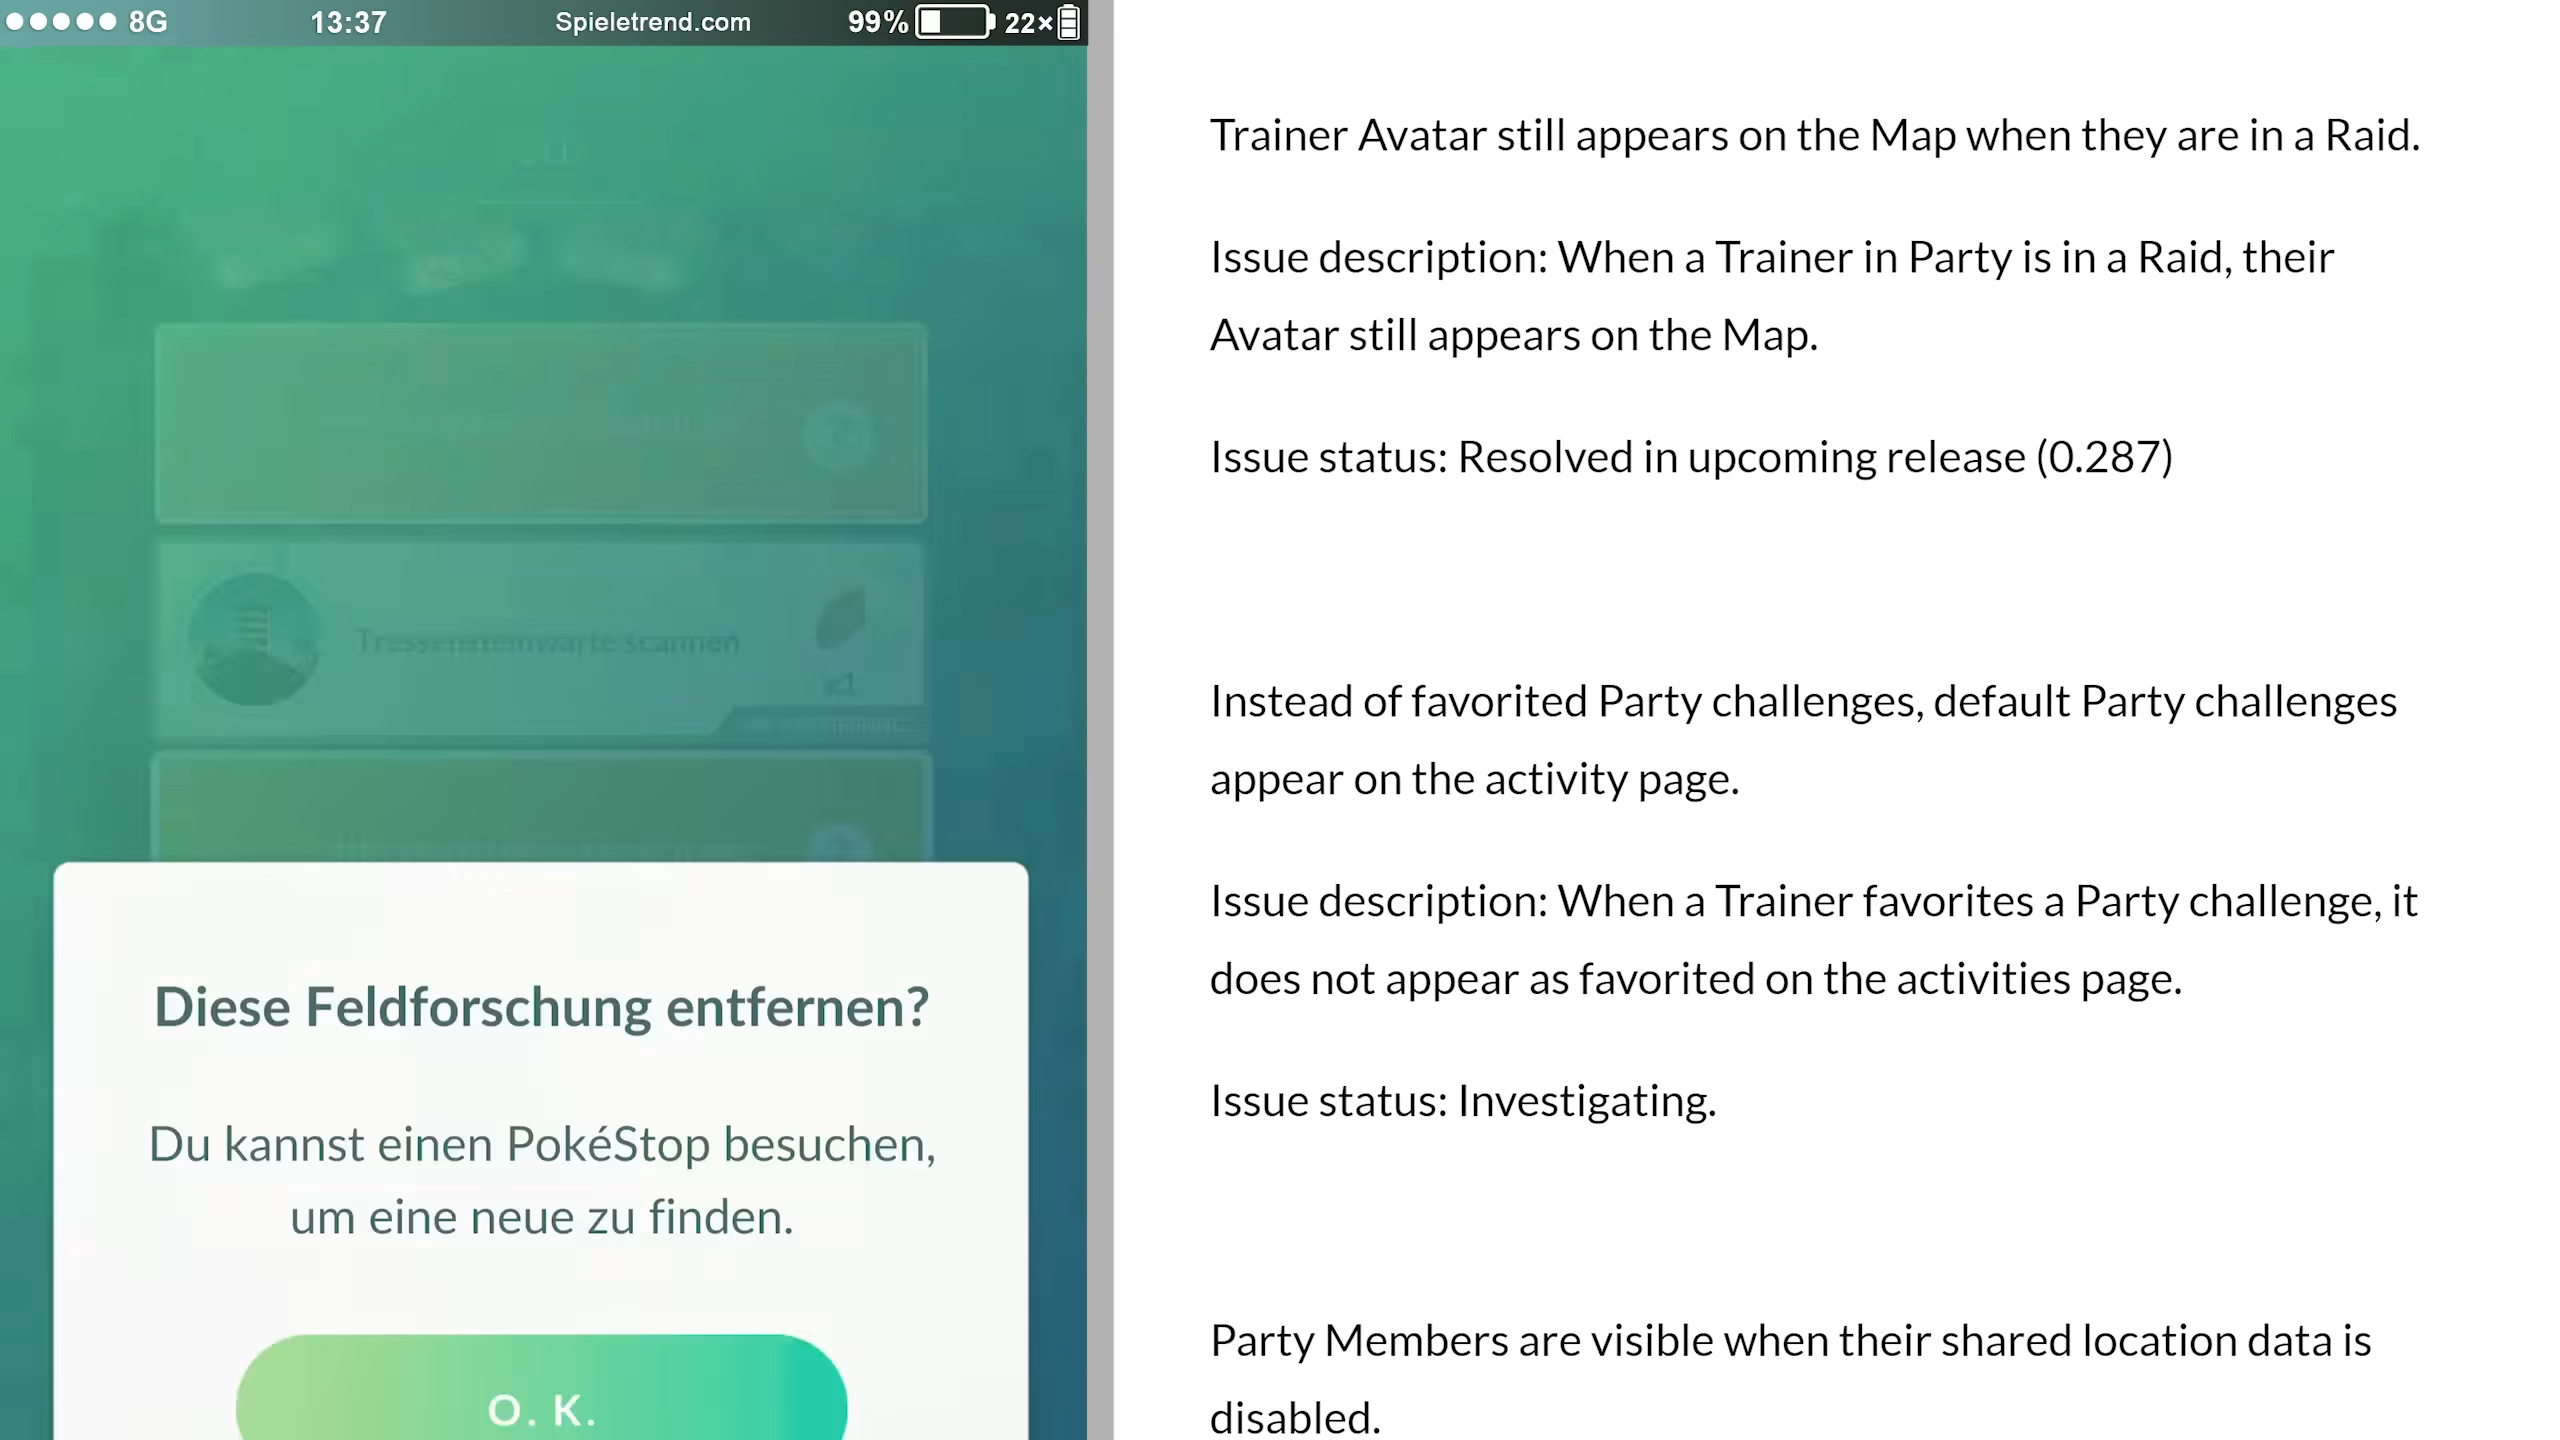 8G 13:37 Spieletrend.com 99% 22×
scannen
Diese Feldforschung entfernen?
Du kannst einen PokéStop besuchen,
um eine neue zu finden.
O. K.
Trainer Avatar still appears on the Map when they are in a Raid.
Issue description: When a Trainer in Party is in a Raid, their
Avatar still appears on the Map.
Issue status: Resolved in upcoming release (0.287)
Instead of favorited Party challenges, default Party challenges
appear on the activity page.
Issue description: When a Trainer favorites a Party challenge, it
does not appear as favorited on the activities page.
Issue status: Investigating.
Party Members are visible when their shared location data is
disabled.